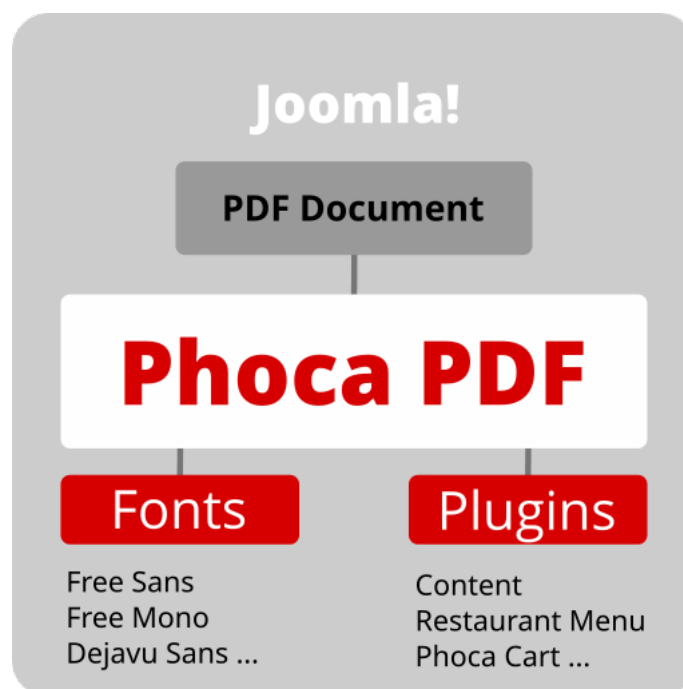 Joomla!
PDF Document
Phoca PDF
Fonts
Free Sans
Free Mono
Dejavu Sans ...
Plugins
Content
Restaurant Menu
Phoca Cart ...